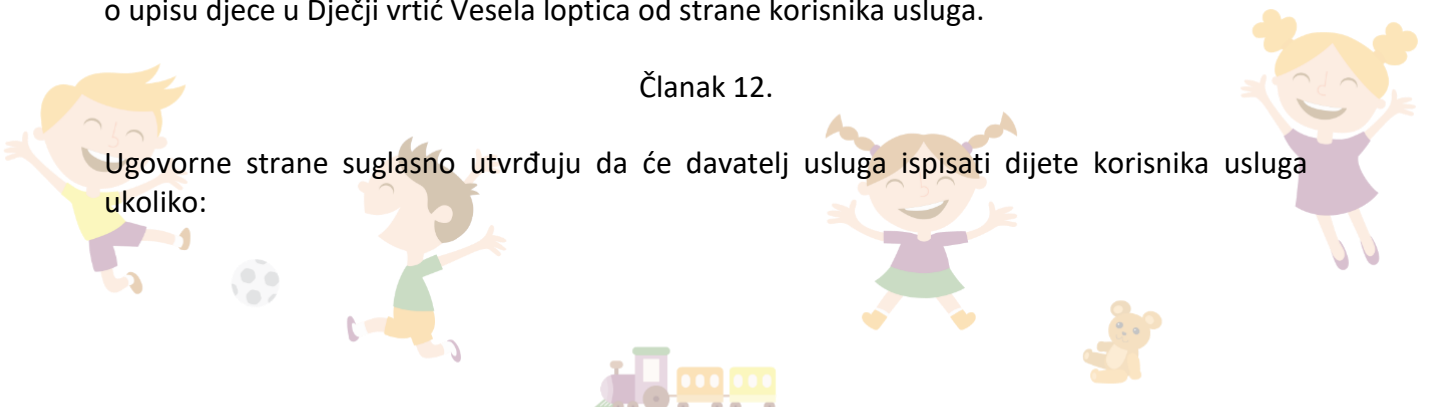 o upisu djece u Dječji vrtić Vesela loptica od strane korisnika usluga.
Članak 12.
Ugovorne strane suglasno utvrđuju da će davatelj usluga ispisati dijete korisnika usluga
ukoliko: